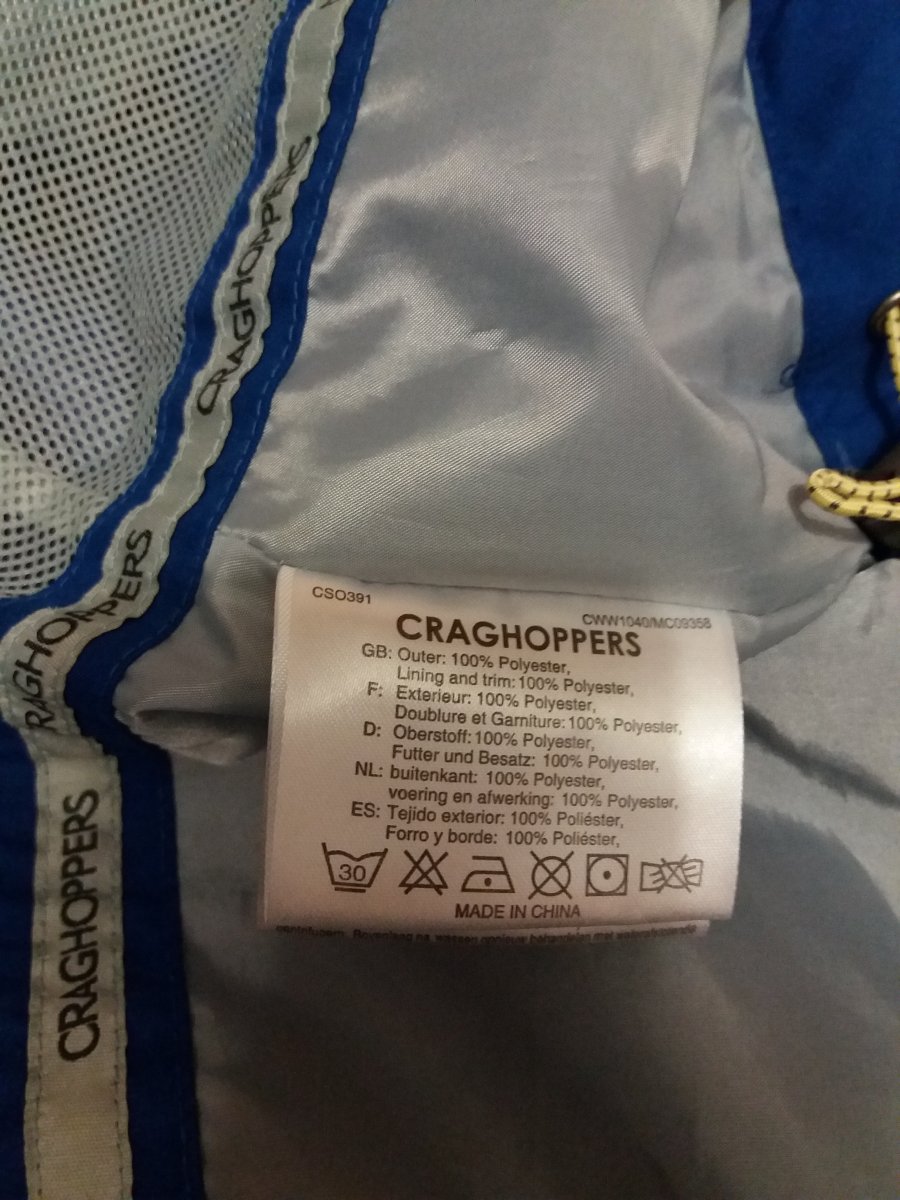 CRAGHOPPERS
CRAGHOPPERS
CRAGHOPPERS
CSO391
CWW1040/MC09358
CRAGHOPPERS
GB: Outer: 100% Polyester,
Lining and trim: 100% Polyester,
F: Exterieur: 100% Polyester,
Doublure et Garniture: 100% Polyester,
D: Oberstoff: 100% Polyester,
Futter und Besatz: 100% Polyester,
NL: buitenkant: 100% Polyester,
voering en afwerking: 100% Polyester,
ES: Tejido exterior: 100% Poliéster,
Forro y borde: 100% Poliéster,
30
MADE IN CHINA